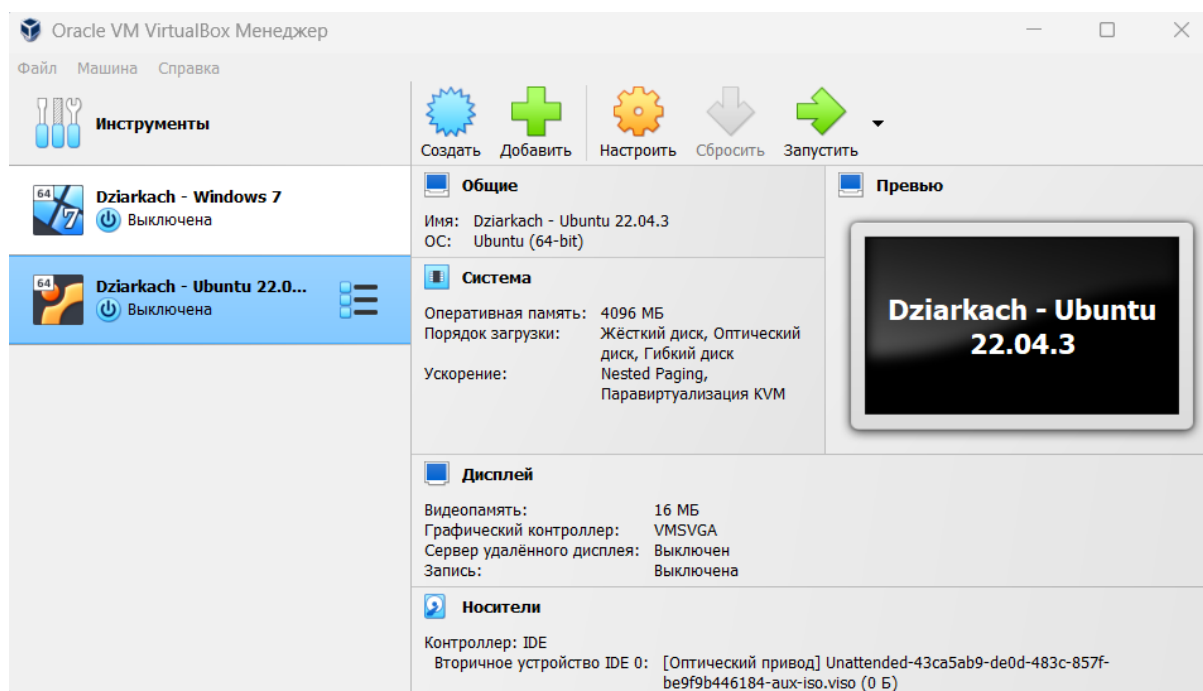 Oracle VM VirtualBox Менеджер
Файл Машина Справка
Инструменты
Создать Добавить Настроить Сбросить Запустить
64
7
Dziarkach - Windows 7
Выключена
64
Dziarkach - Ubuntu 22.0...
Выключена
Общие
Имя: Dziarkach - Ubuntu 22.04.3
ОС: Ubuntu (64-bit)
Система
Оперативная память: 4096 МБ
Порядок загрузки: Жёсткий диск, Оптический
диск, Гибкий диск
Ускорение: Nested Paging,
Паравиртуализация KVM
Превью
Dziarkach - Ubuntu
22.04.3
Дисплей
Видеопамять: 16 МБ
Графический контроллер: VMSVGA
Сервер удалённого дисплея: Выключен
Запись: Выключена
Носители
Контроллер: IDE
Вторичное устройство IDE 0: [Оптический привод] Unattended-43ca5ab9-de0d-483c-857f-
be9f9b446184-aux-iso.viso (0 Б)